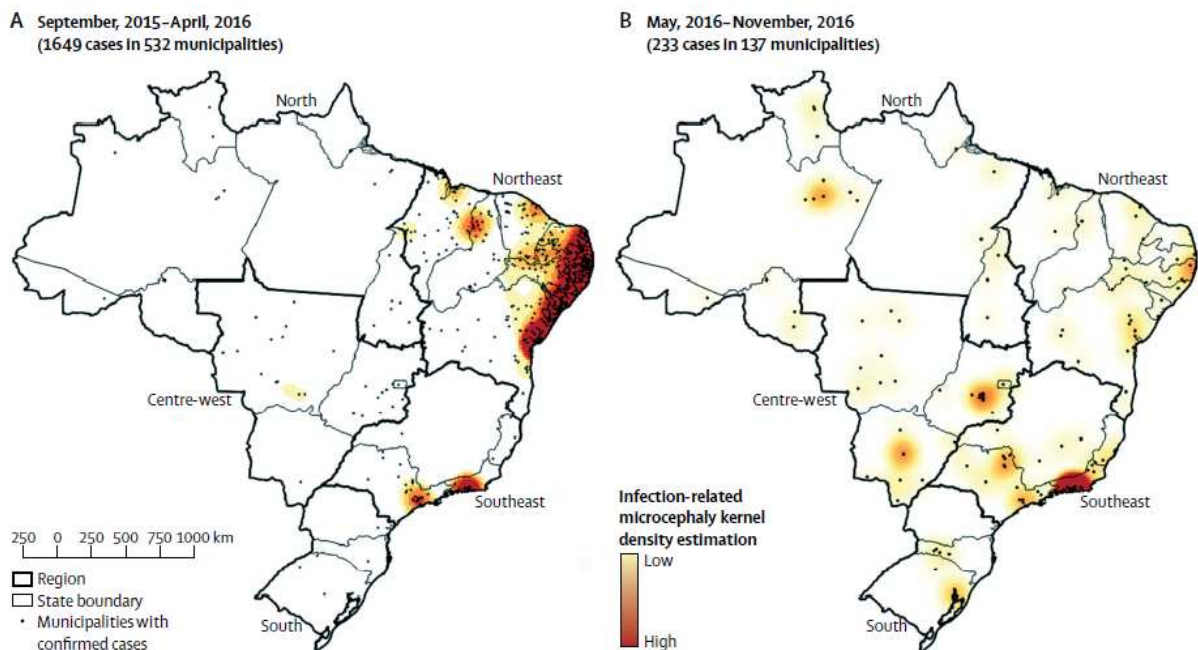 A September, 2015–April, 2016
(1649 cases in 532 municipalities)
North
Northeast
Centre-west
Southeast
South
250 0 250 500 750 1000 km
Region
State boundary
Municipalities with
confirmed cases
B May, 2016–November, 2016
(233 cases in 137 municipalities)
North
Northeast
Centre-west
Southeast
South
Infection-related
microcephaly kernel
density estimation
Low
High